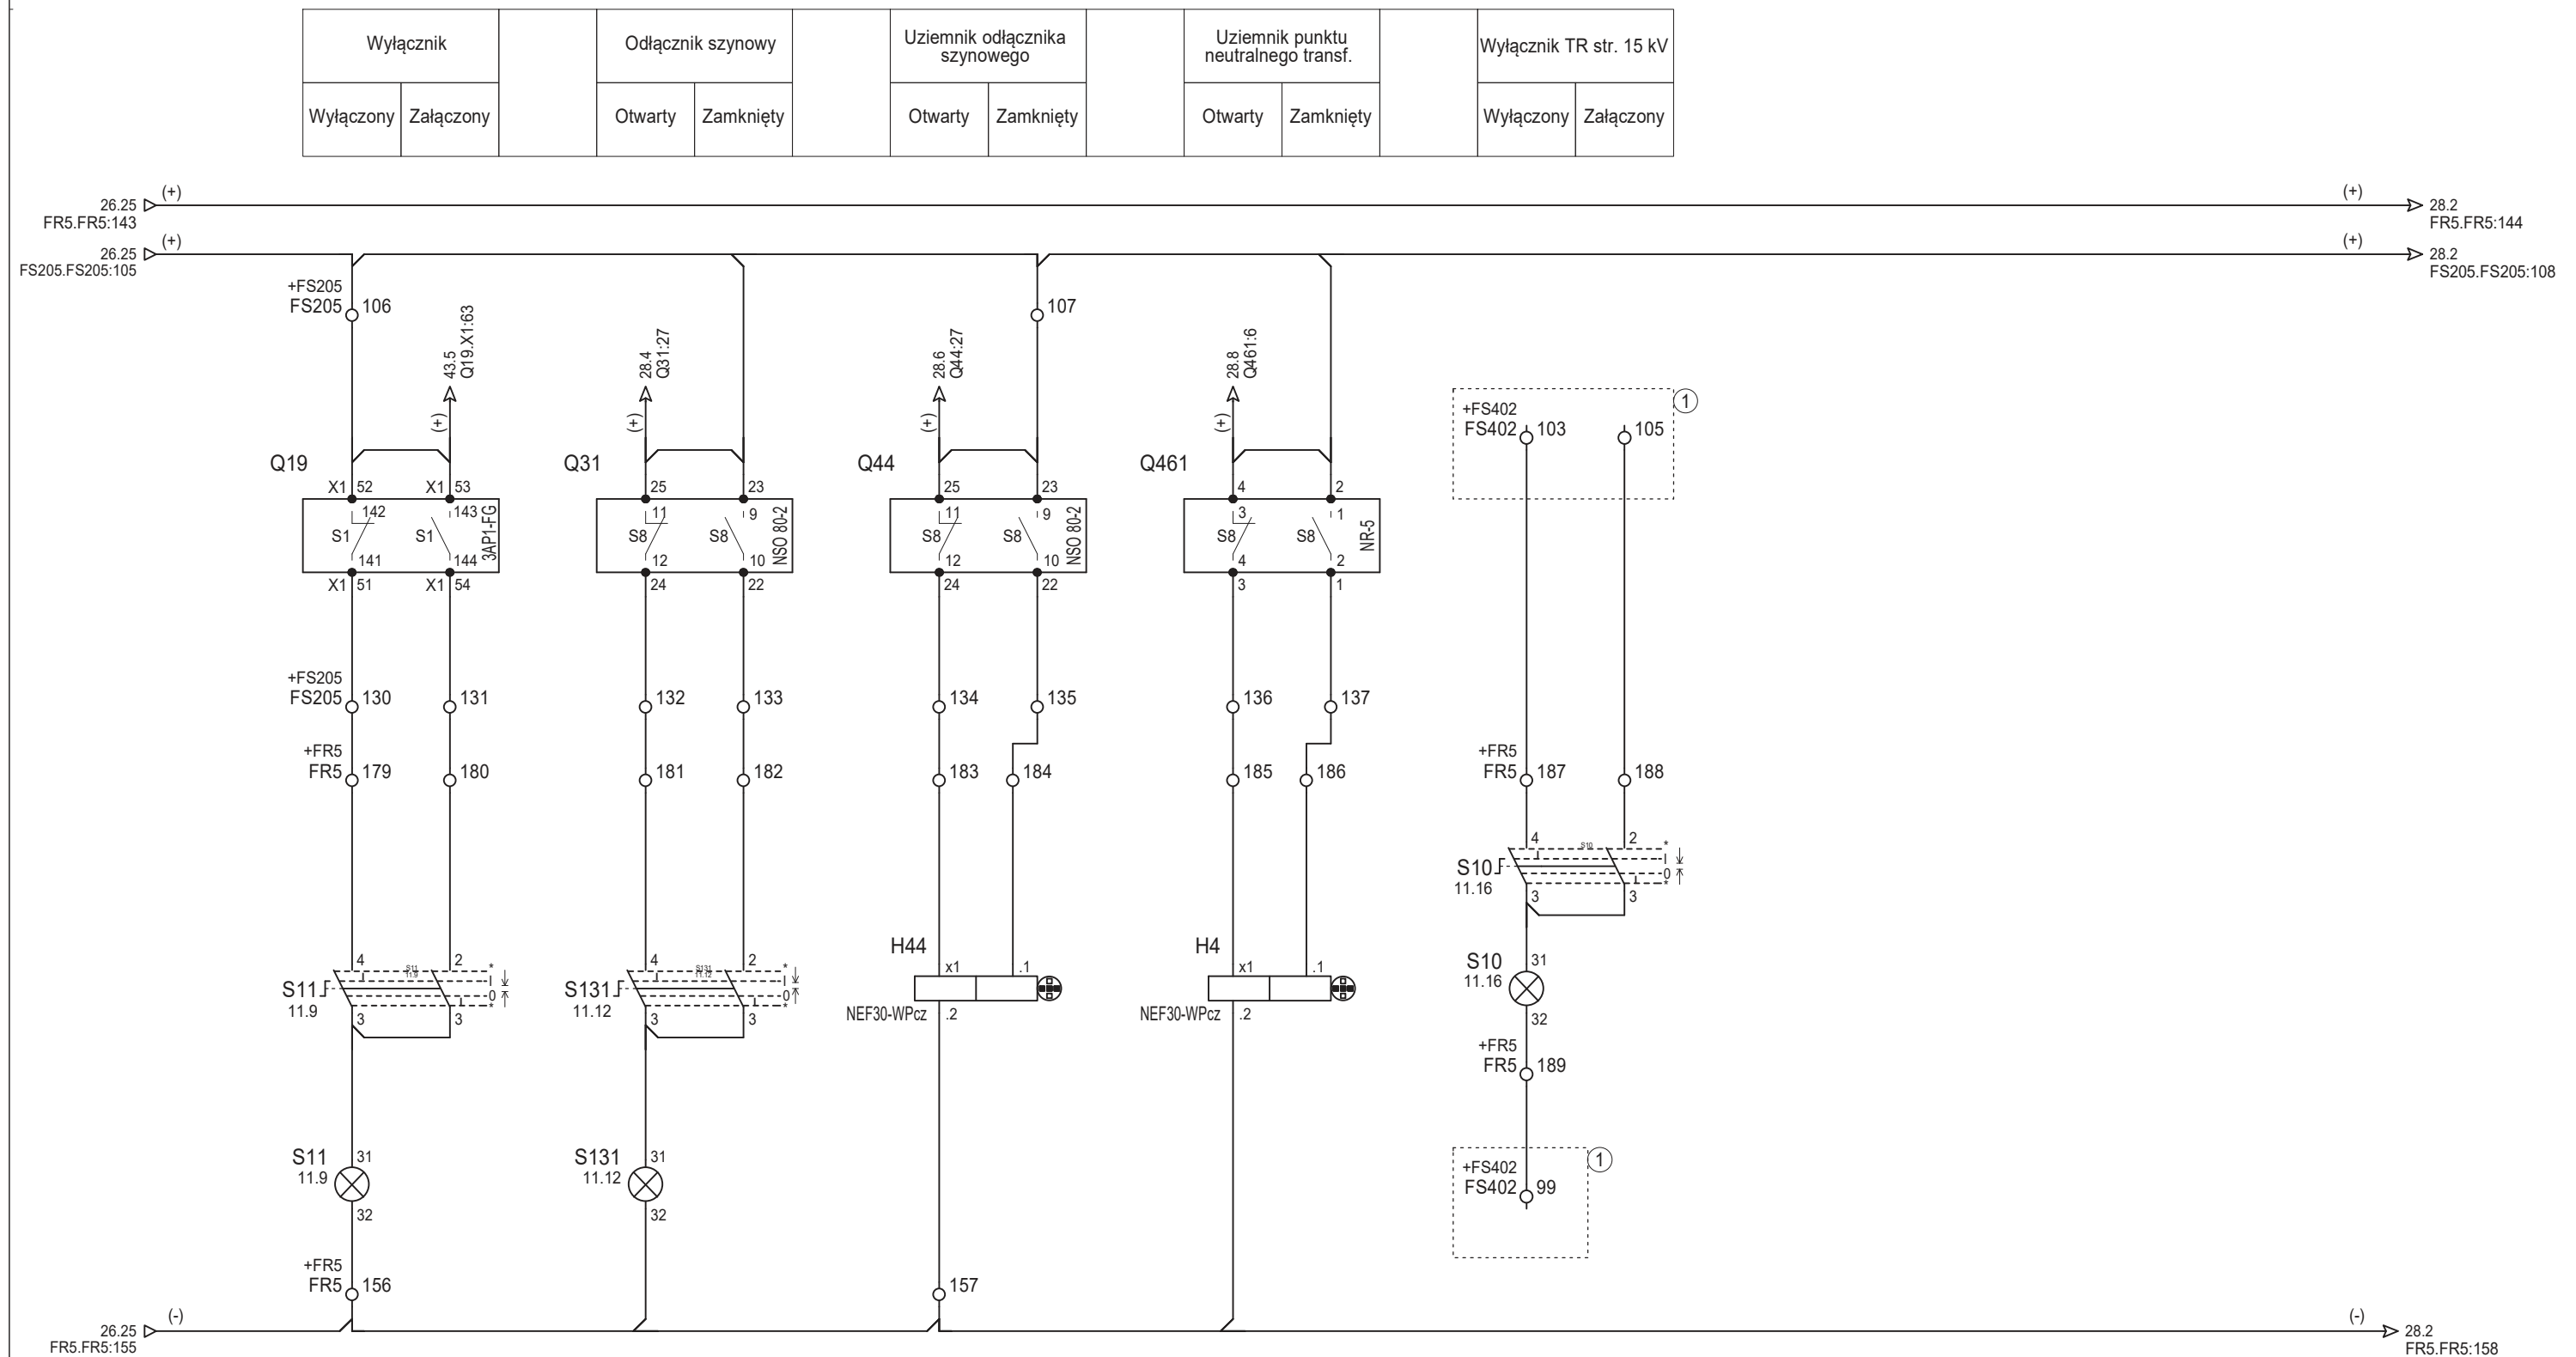 Wyłącznik
Odłącznik szynowy
Uziemnik odłącznika
szynowego
Uziemnik punktu
neutralnego transf.
Wyłącznik TR str. 15 kV
Wyłączony Załączony
Otwarty Zamknięty
Otwarty Zamknięty
Otwarty Zamknięty
Wyłączony Załączony
26.25 (+)
FR5.FR5:143
(+) 28.2
FR5.FR5:144
26.25 (+)
FS205.FS205:105
(+) 28.2
FS205.FS205:108
+FS205
FS205 106
107
43.5
Q19.X1:63
(+)
28.4
Q31:27
(+)
28.6
Q44:27
(+)
28.8
Q461:6
(+)
+FS402
FS402 103
105
1
Q19
X1 52
X1 53
142
143
S1
S1
141
144
3AP1-FG
X1 51
X1 54
Q31
25
23
11
9
S8
S8
12
10
NSO 80-2
24
22
Q44
25
23
11
9
S8
S8
12
10
NSO 80-2
24
22
Q461
4
2
3
1
S8
S8
4
2
NR-5
3
1
+FS205
FS205 130
131
132
133
134
135
136
137
+FR5
FR5 179
180
181
182
183
184
185
186
+FR5
FR5 187
188
4
2
S10
*
I
0
*
S10
11.16
3
3
4
2
S11
11.9
*
I
0
*
S11
11.9
3
3
4
2
S131
11.12
*
I
0
*
S131
11.12
3
3
H44
x1
.1
NEF30-WPcz
.2
H4
x1
.1
NEF30-WPcz
.2
S10
11.16
31
32
+FR5
FR5 189
+FS402
FS402 99
1
S11
11.9
31
32
S131
11.12
31
32
+FR5
FR5 156
157
26.25 (-)
FR5.FR5:155
(-) 28.2
FR5.FR5:158